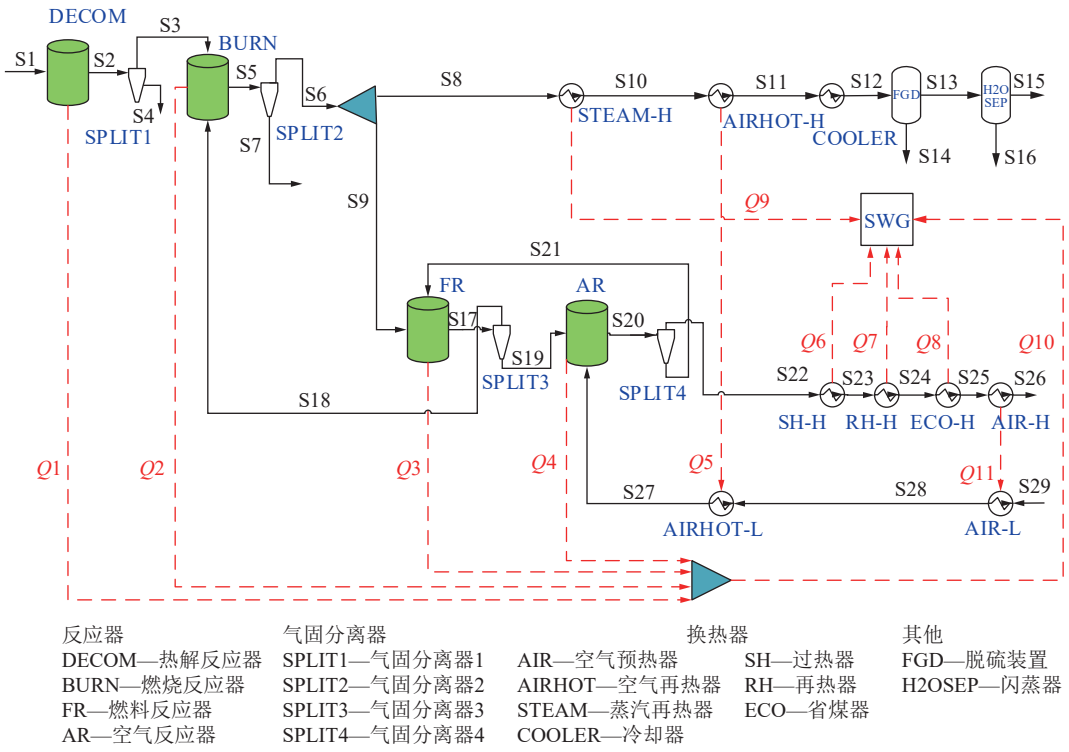 DECOM
S1
S2
S3
S4
SPLIT1
BURN
S5
S6
S7
SPLIT2
S8
S9
STEAM-H
S10
AIRHOT-H
S11
COOLER
S12
FGD
S13
S14
H2O
SEP
S15
S16
Q9
SWG
S21
FR
S17
S18
SPLIT3
S19
AR
S20
SPLIT4
Q6
Q7
Q8
Q10
S22
S23
S24
S25
S26
SH-H
RH-H
ECO-H
AIR-H
Q1
Q2
Q3
Q4
Q5
Q11
S27
S28
S29
AIRHOT-L
AIR-L
反应器 气固分离器 换热器 其他
DECOM—热解反应器 SPLIT1—气固分离器1 AIR—空气预热器 SH—过热器 FGD—脱硫装置
BURN—燃烧反应器 SPLIT2—气固分离器2 AIRHOT—空气再热器 RH—再热器 H2OSEP—闪蒸器
FR—燃料反应器 SPLIT3—气固分离器3 STEAM—蒸汽再热器 ECO—省煤器
AR—空气反应器 SPLIT4—气固分离器4 COOLER—冷却器